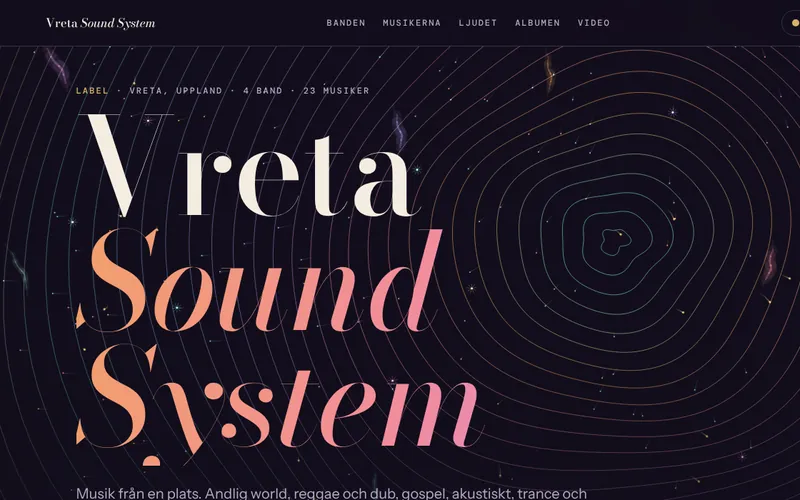 Vreta Sound System
BANDEN MUSIKERNA LJUDET ALBUMEN VIDEO
LABEL · VRETA, UPPLAND · 4 BAND · 23 MUSIKER
Vreta
Sound
System
Musik från en plats. Andlig world, reggae och dub, gospel, akustiskt, trance och